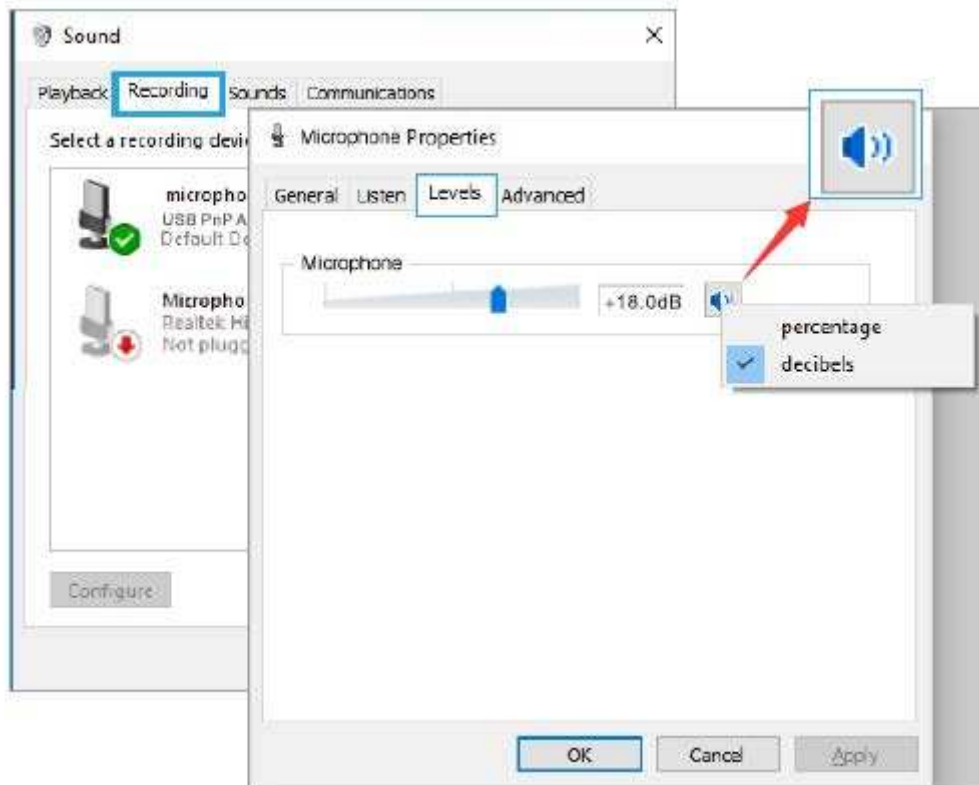 Sound
Playback Recording Sounds Communications
Select a recording devi
micropho
USB PnP A
Default De
Micropho
Realtek Hi
Not plugg
Configure
Microphone Properties
General Listen Levels Advanced
Microphone
+18.0dB
percentage
decibels
OK Cancel Apply